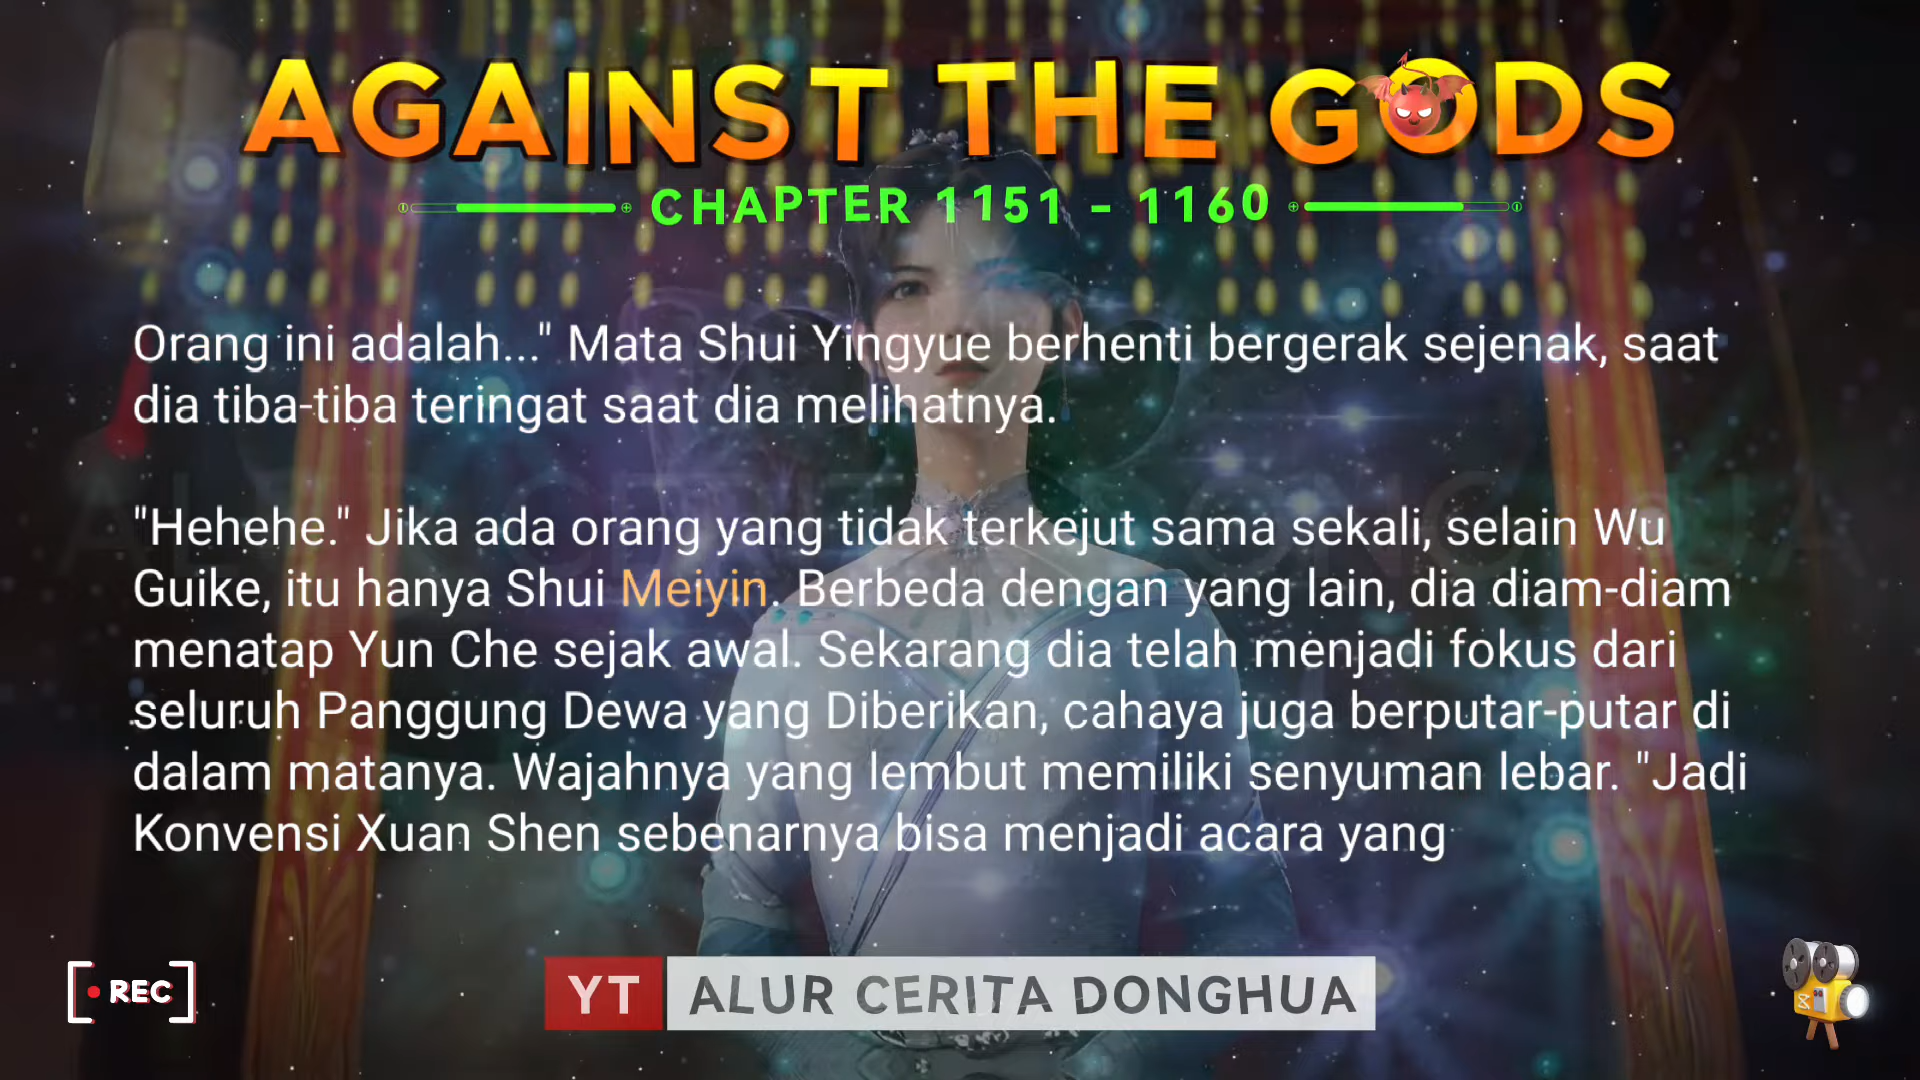 AGAINST THE GODS
CHAPTER 1151 - 1160
Orang ini adalah..." Mata Shui Yingyue berhenti bergerak sejenak, saat
dia tiba-tiba teringat saat dia melihatnya.
"Hehehe." Jika ada orang yang tidak terkejut sama sekali, selain Wu
Guike, itu hanya Shui Meiyin. Berbeda dengan yang lain, dia diam-diam
menatap Yun Che sejak awal. Sekarang dia telah menjadi fokus dari
seluruh Panggung Dewa yang Diberikan, cahaya juga berputar-putar di
dalam matanya. Wajahnya yang lembut memiliki senyuman lebar. "Jadi
Konvensi Xuan Shen sebenarnya bisa menjadi acara yang
REC
YT ALUR CERITA DONGHUA